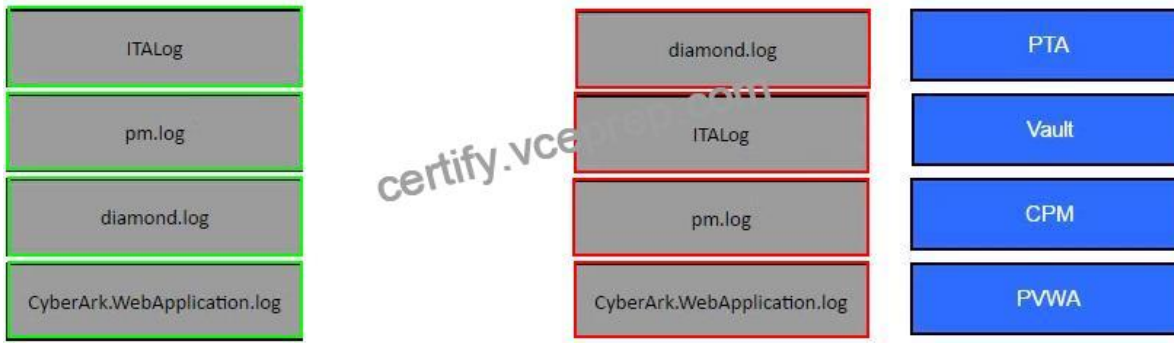 ITALog
pm.log
diamond.log
CyberArk.WebApplication.log
diamond.log
ITALog
pm.log
CyberArk.WebApplication.log
PTA
Vault
CPM
PVWA
certify.vceprep.com